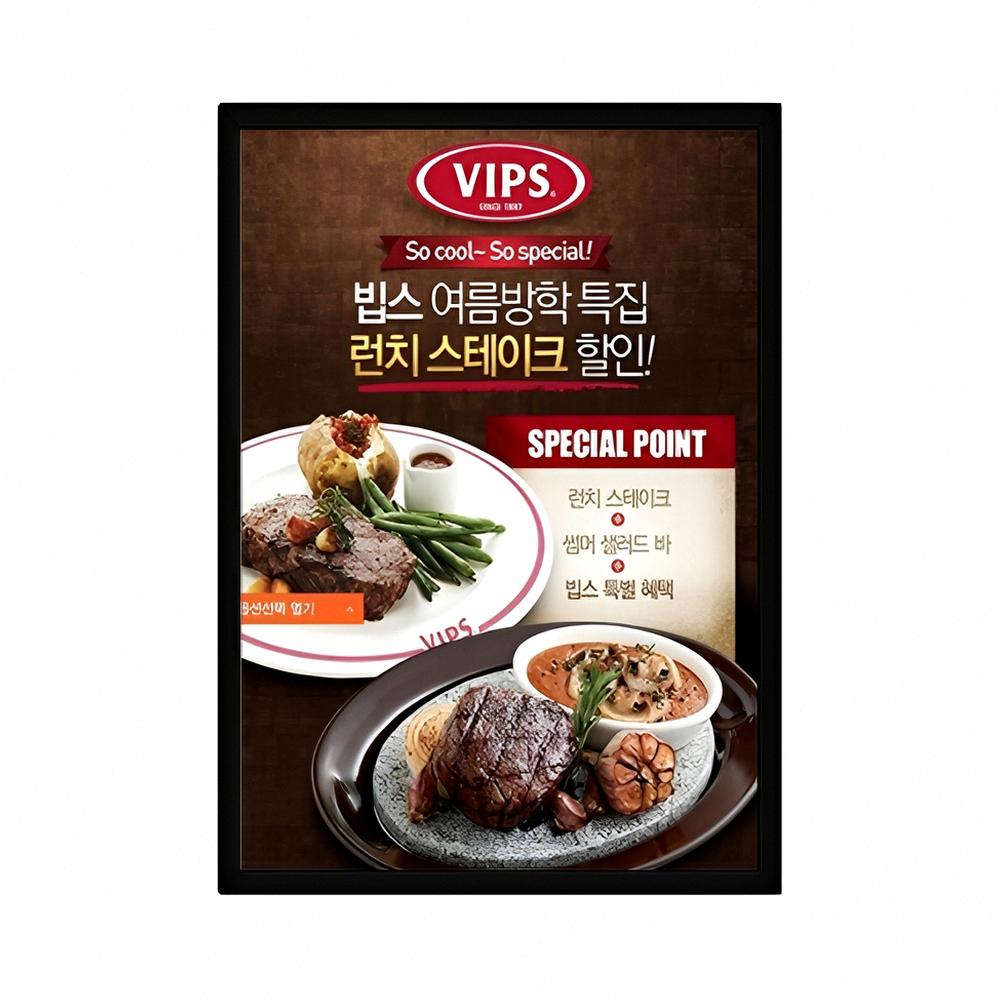 VIPS
So cool~ So special!
빕스 여름방학 특집
런치 스테이크 할인!
SPECIAL POINT
런치 스테이크
썸머 샐러드 바
빕스 특별 혜택
VIPS